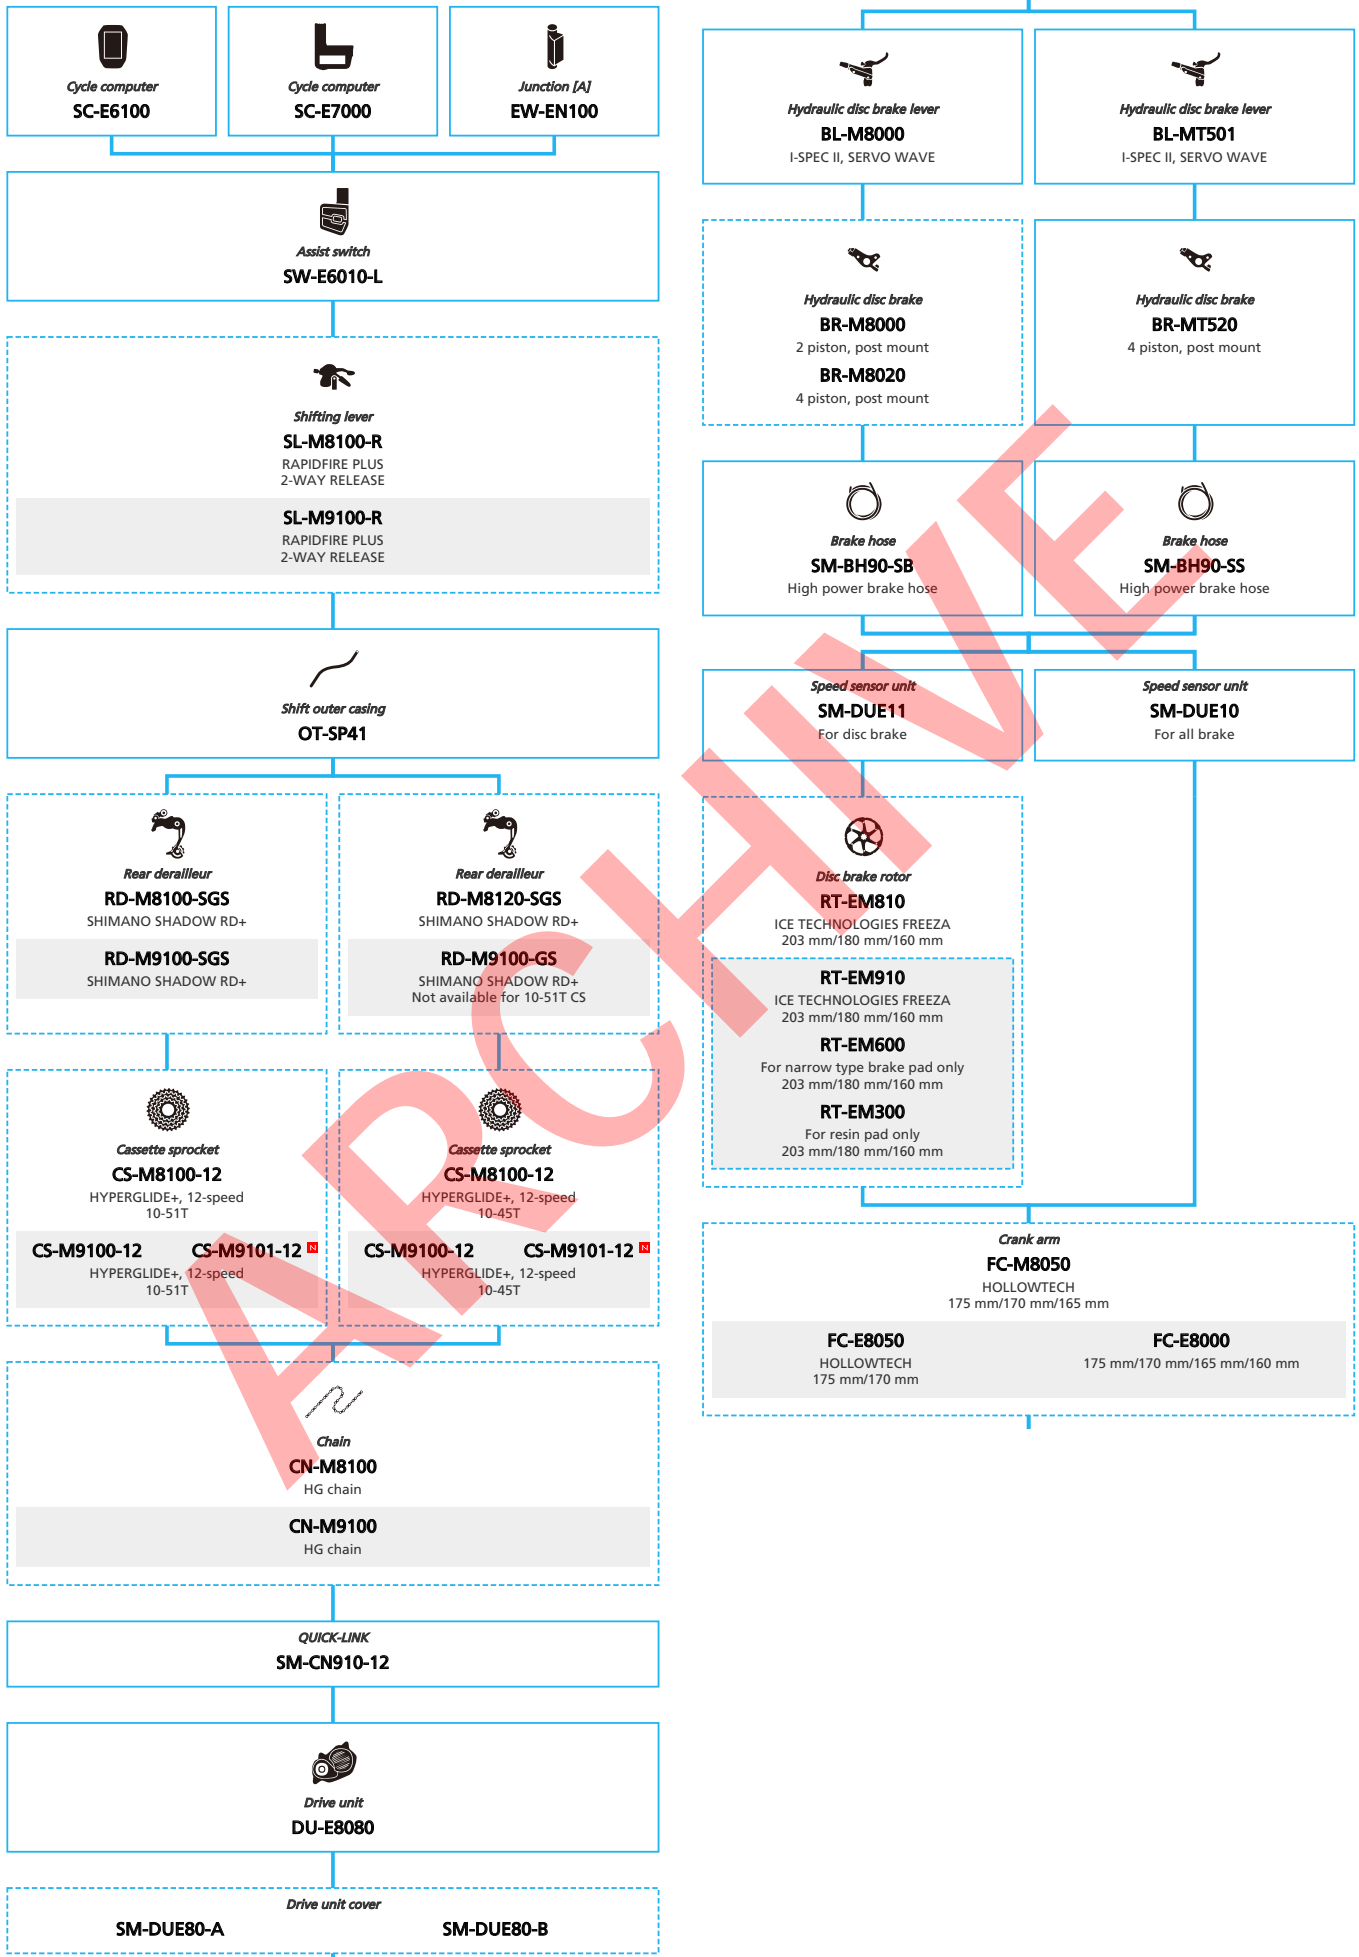 Cycle computer
SC-E6100
Cycle computer
SC-E7000
Junction [A]
EW-EN100
Assist switch
SW-E6010-L
Shifting lever
SL-M8100-R
RAPIDFIRE PLUS
2-WAY RELEASE
SL-M9100-R
RAPIDFIRE PLUS
2-WAY RELEASE
Shift outer casing
OT-SP41
Rear derailleur
RD-M8100-SGS
SHIMANO SHADOW RD+
RD-M9100-SGS
SHIMANO SHADOW RD+
Rear derailleur
RD-M8120-SGS
SHIMANO SHADOW RD+
RD-M9100-GS
SHIMANO SHADOW RD+
Not available for 10-51T CS
Cassette sprocket
CS-M8100-12
HYPERGLIDE+, 12-speed
10-51T
CS-M9100-12 CS-M9101-12 N
HYPERGLIDE+, 12-speed
10-51T
Cassette sprocket
CS-M8100-12
HYPERGLIDE+, 12-speed
10-45T
CS-M9100-12 CS-M9101-12 N
HYPERGLIDE+, 12-speed
10-45T
Chain
CN-M8100
HG chain
CN-M9100
HG chain
QUICK-LINK
SM-CN910-12
Drive unit
DU-E8080
Drive unit cover
SM-DUE80-A SM-DUE80-B
Hydraulic disc brake lever
BL-M8000
I-SPEC II, SERVO WAVE
Hydraulic disc brake lever
BL-MT501
I-SPEC II, SERVO WAVE
Hydraulic disc brake
BR-M8000
2 piston, post mount
BR-M8020
4 piston, post mount
Hydraulic disc brake
BR-MT520
4 piston, post mount
Brake hose
SM-BH90-SB
High power brake hose
Brake hose
SM-BH90-SS
High power brake hose
Speed sensor unit
SM-DUE11
For disc brake
Speed sensor unit
SM-DUE10
For all brake
Disc brake rotor
RT-EM810
ICE TECHNOLOGIES FREEZA
203 mm/180 mm/160 mm
RT-EM910
ICE TECHNOLOGIES FREEZA
203 mm/180 mm/160 mm
RT-EM600
For narrow type brake pad only
203 mm/180 mm/160 mm
RT-EM300
For resin pad only
203 mm/180 mm/160 mm
Crank arm
FC-M8050
HOLLOWTECH
175 mm/170 mm/165 mm
FC-E8050
HOLLOWTECH
175 mm/170 mm
FC-E8000
175 mm/170 mm/165 mm/160 mm
ARCHIVE